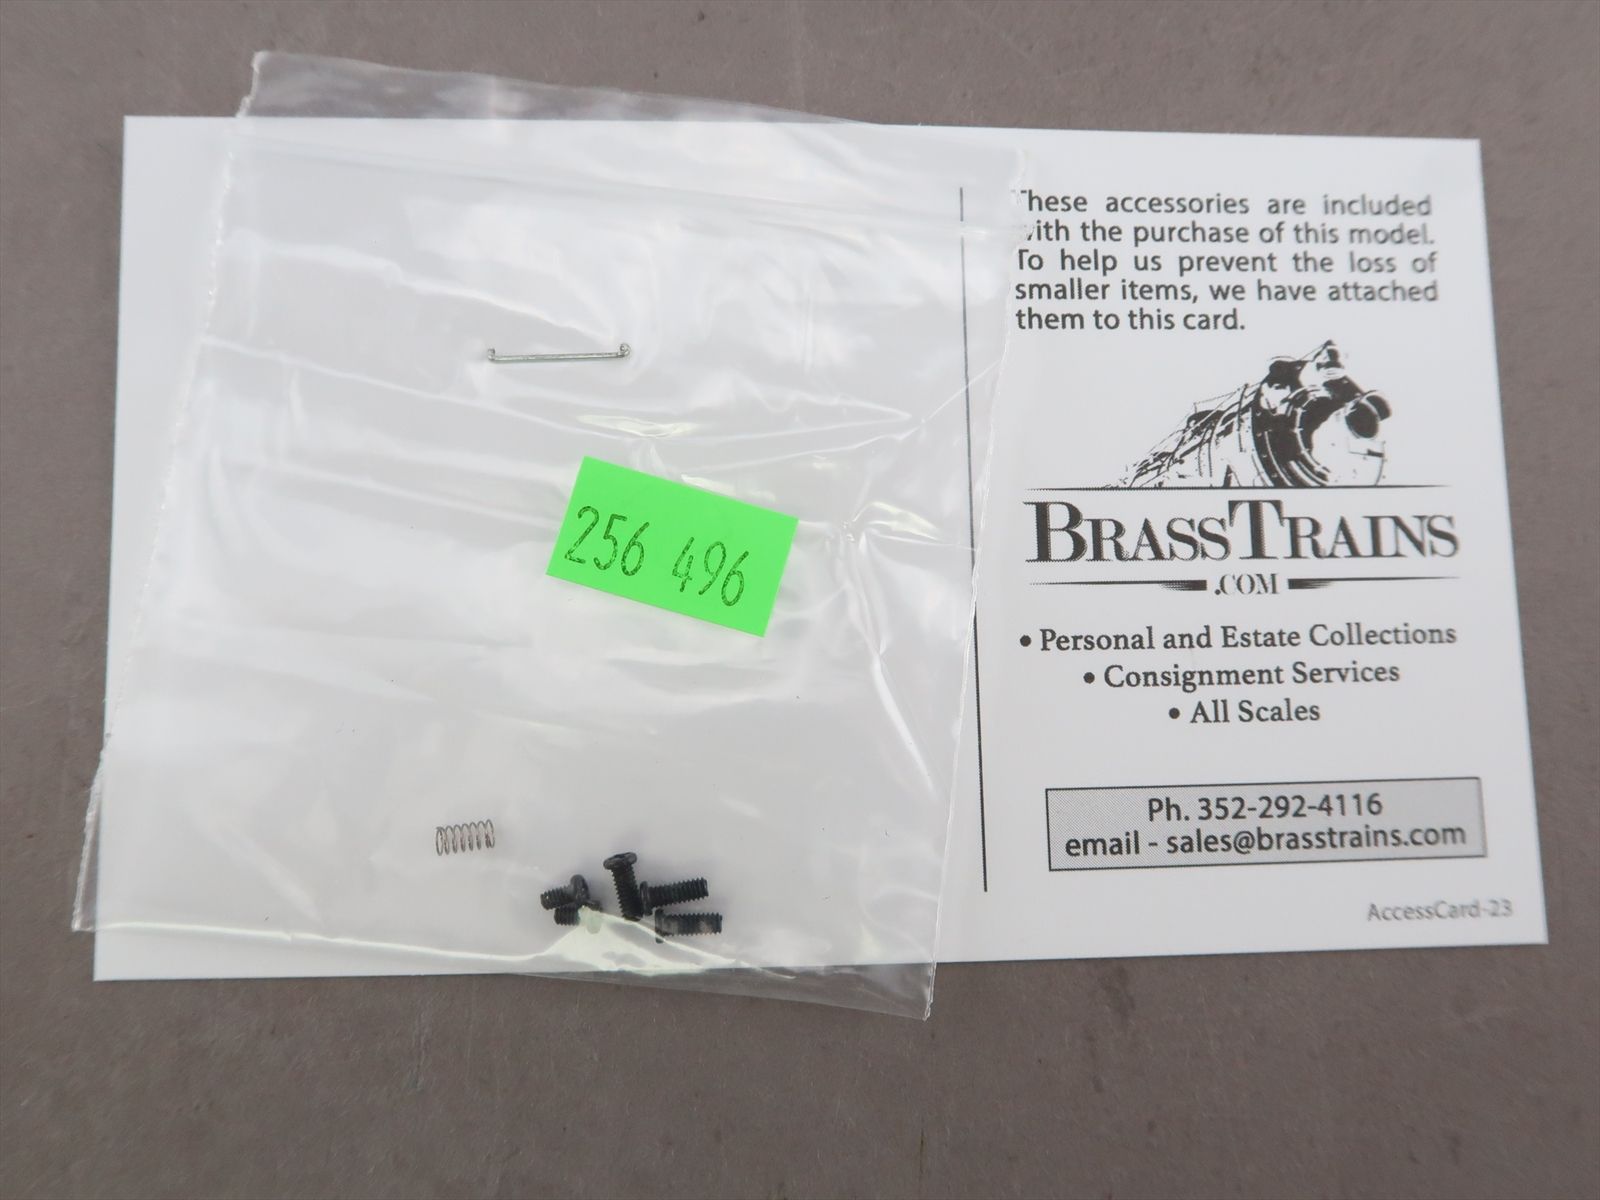 These accessories are included
with the purchase of this model.
To help us prevent the loss of
smaller items, we have attached
them to this card.
256 496
BRASSTRAINS
.COM
• Personal and Estate Collections
• Consignment Services
• All Scales
Ph. 352-292-4116
email - sales@brasstrains.com
AccessCard-23